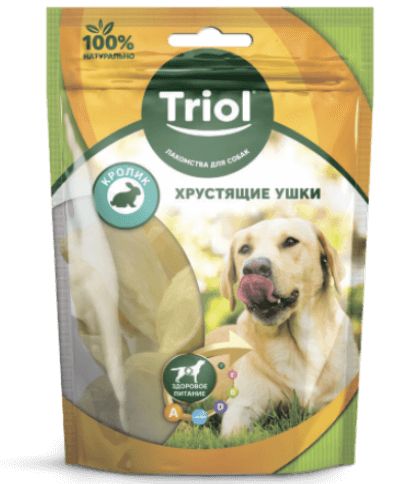 100%
НАТУРАЛЬНО
Triol
ЛАКОМСТВА ДЛЯ СОБАК
КРОЛИК
ХРУСТЯЩИЕ УШКИ
ЗДОРОВОЕ
ПИТАНИЕ
A
D
E